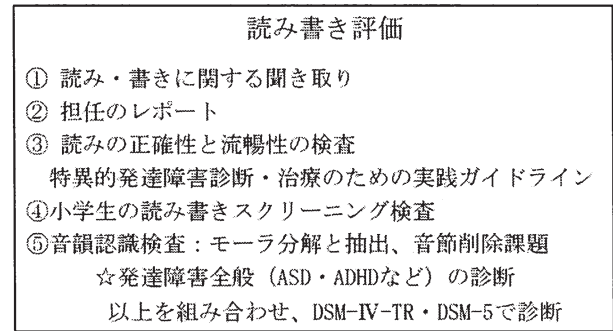 読み書き評価
① 読み・書きに関する聞き取り
② 担任のレポート
③ 読みの正確性と流暢性の検査
特異的発達障害診断・治療のための実践ガイドライン
④小学生の読み書きスクリーニング検査
⑤音韻認識検査：モーラ分解と抽出、音節削除課題
☆発達障害全般（ASD・ADHDなど）の診断
以上を組み合わせ、DSM-Ⅳ-TR・DSM-5で診断